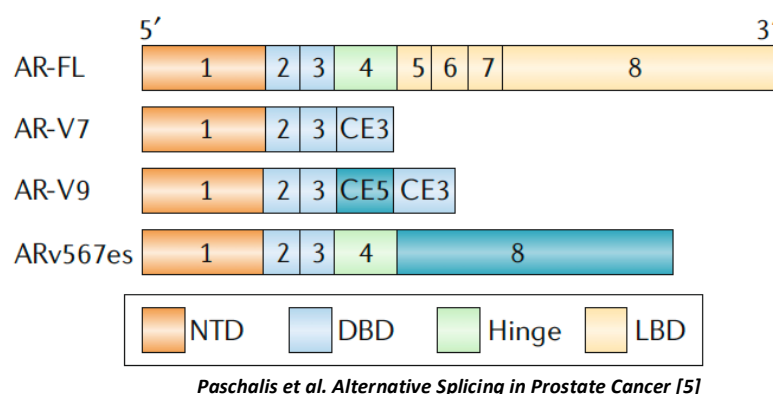 5′ 3′
AR-FL 1 2 3 4 5 6 7 8
AR-V7 1 2 3 CE3
AR-V9 1 2 3 CE5 CE3
ARv567es 1 2 3 4 8
NTD DBD Hinge LBD
Paschalis et al. Alternative Splicing in Prostate Cancer [5]